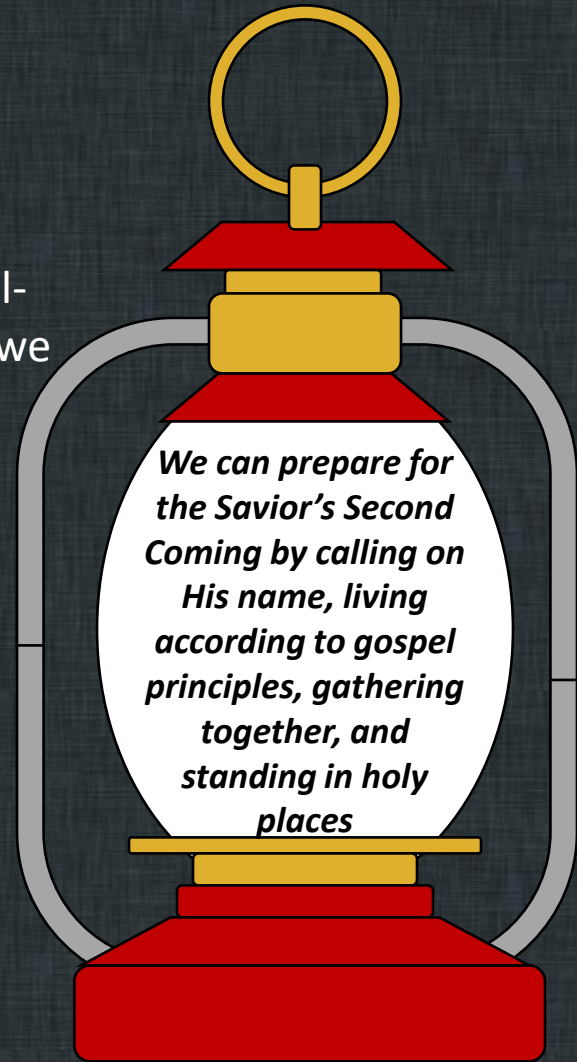 l-
we
We can prepare for
the Savior’s Second
Coming by calling on
His name, living
according to gospel
principles, gathering
together, and
standing in holy
places